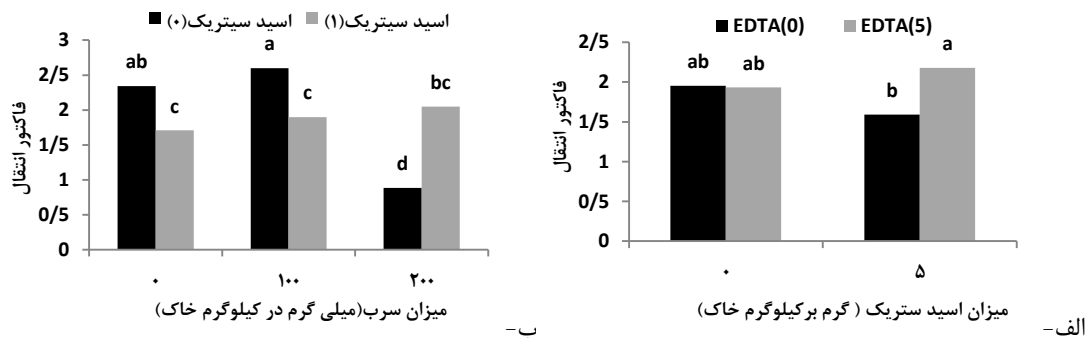 EDTA(0) EDTA(5)
2/5
2
1/5
1
0/5
0
فاکتور انتقال
ab ab b a
۰ ۵
میزان اسید ستریک ( گرم برکیلوگرم خاک)
الف-
اسید سیتریک(۰) اسید سیتریک(۱)
3
2/5
2
1/5
1
0/5
0
فاکتور انتقال
ab c a c d bc
۰ ۱۰۰ ۲۰۰
میزان سرب(میلی گرم در کیلوگرم خاک)
ب-